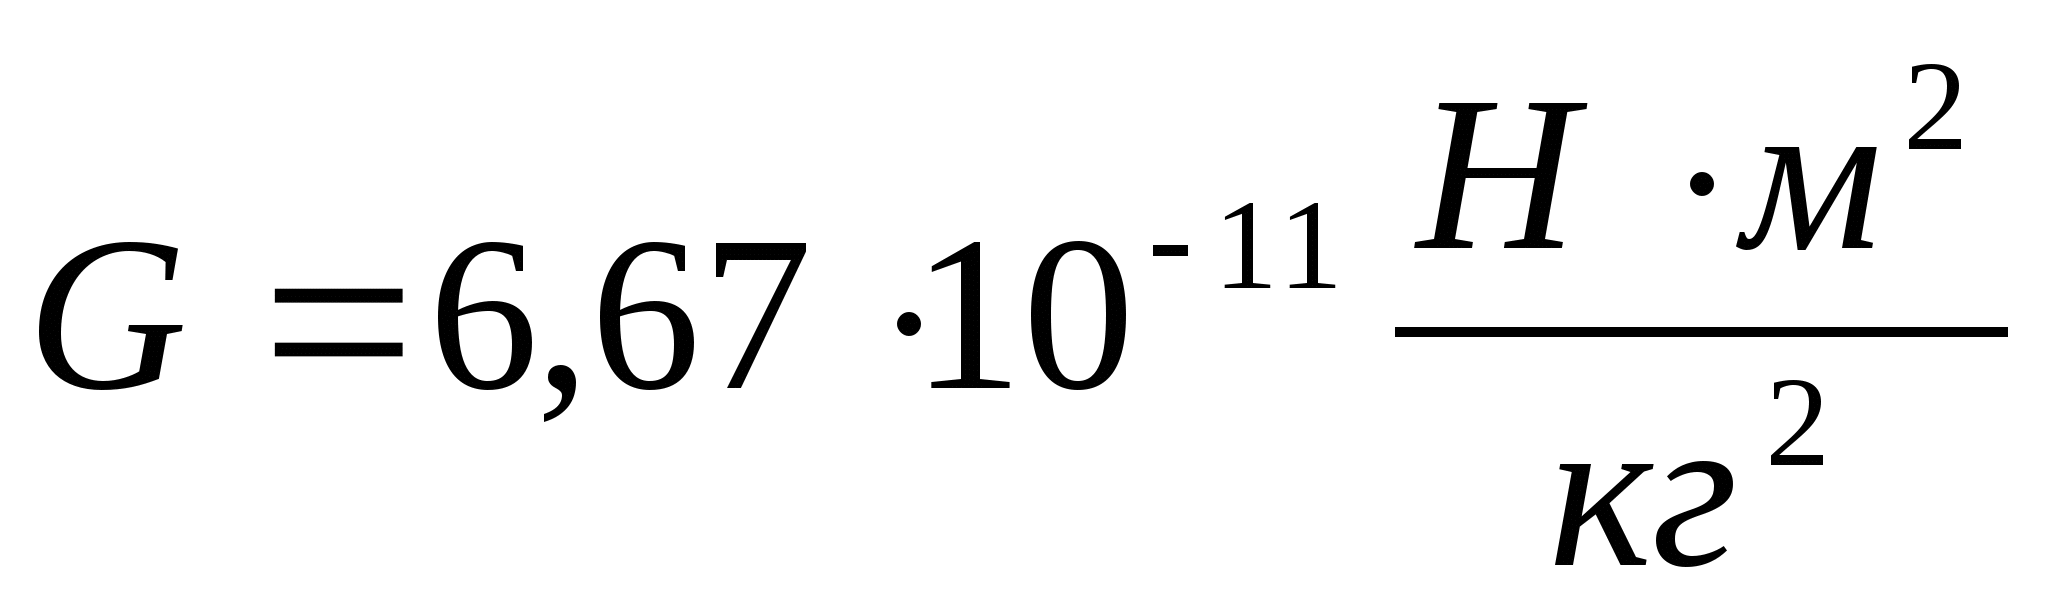 G = 6,67 · 10⁻¹¹ Н · м² / кг²